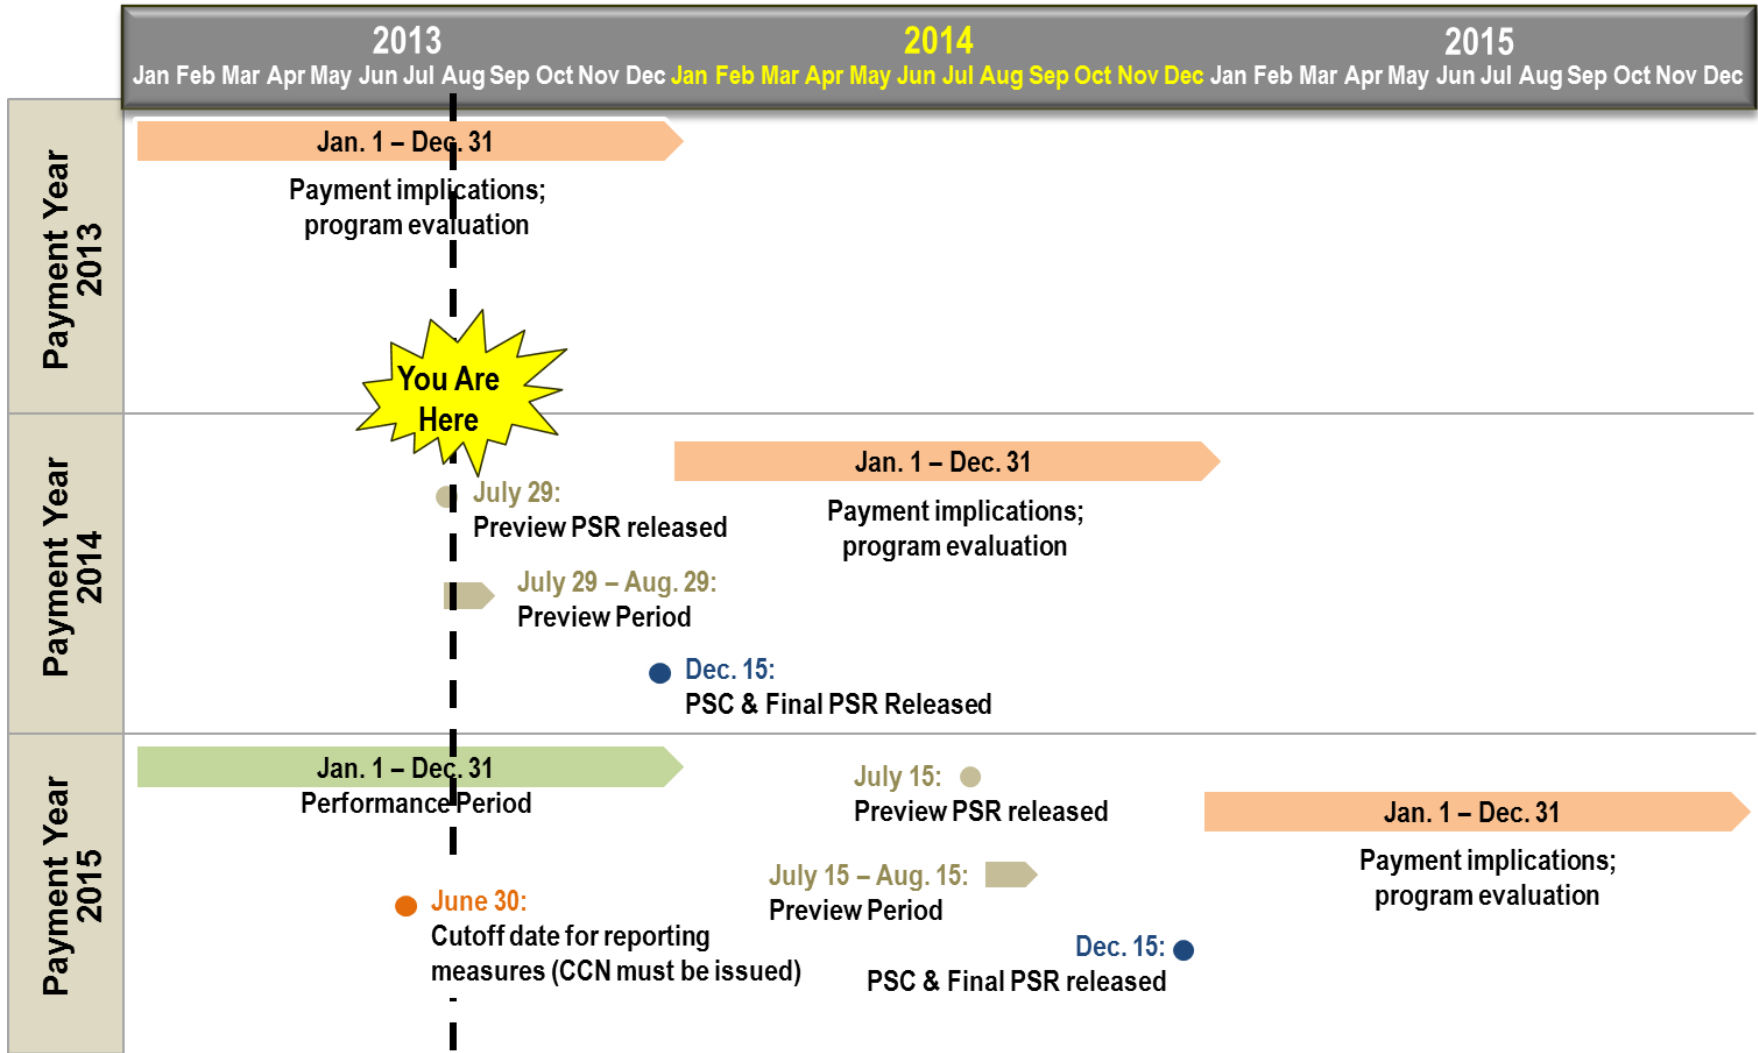 2013
2014
2015
Jan Feb Mar Apr May Jun Jul Aug Sep Oct Nov Dec Jan Feb Mar Apr May Jun Jul Aug Sep Oct Nov Dec Jan Feb Mar Apr May Jun Jul Aug Sep Oct Nov Dec
Payment Year
2013
Jan. 1 – Dec. 31
Payment implications;
program evaluation
You Are
Here
Payment Year
2014
Jan. 1 – Dec. 31
Payment implications;
program evaluation
July 29:
Preview PSR released
July 29 – Aug. 29:
Preview Period
Dec. 15:
PSC & Final PSR Released
Payment Year
2015
Jan. 1 – Dec. 31
Performance Period
June 30:
Cutoff date for reporting
measures (CCN must be issued)
July 15:
Preview PSR released
July 15 – Aug. 15:
Preview Period
Dec. 15:
PSC & Final PSR released
Jan. 1 – Dec. 31
Payment implications;
program evaluation